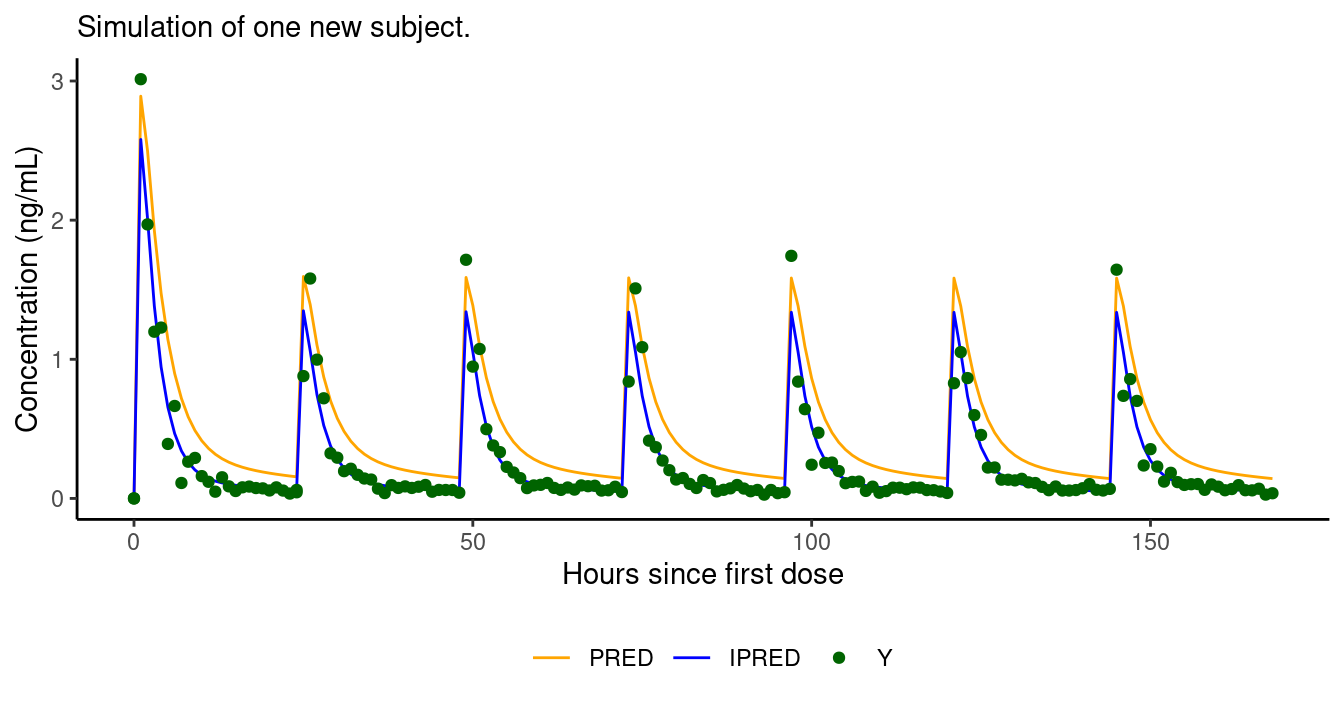 Simulation of one new subject.
Concentration (ng/mL)
3
2
1
0
0 50 100 150
Hours since first dose
PRED IPRED Y